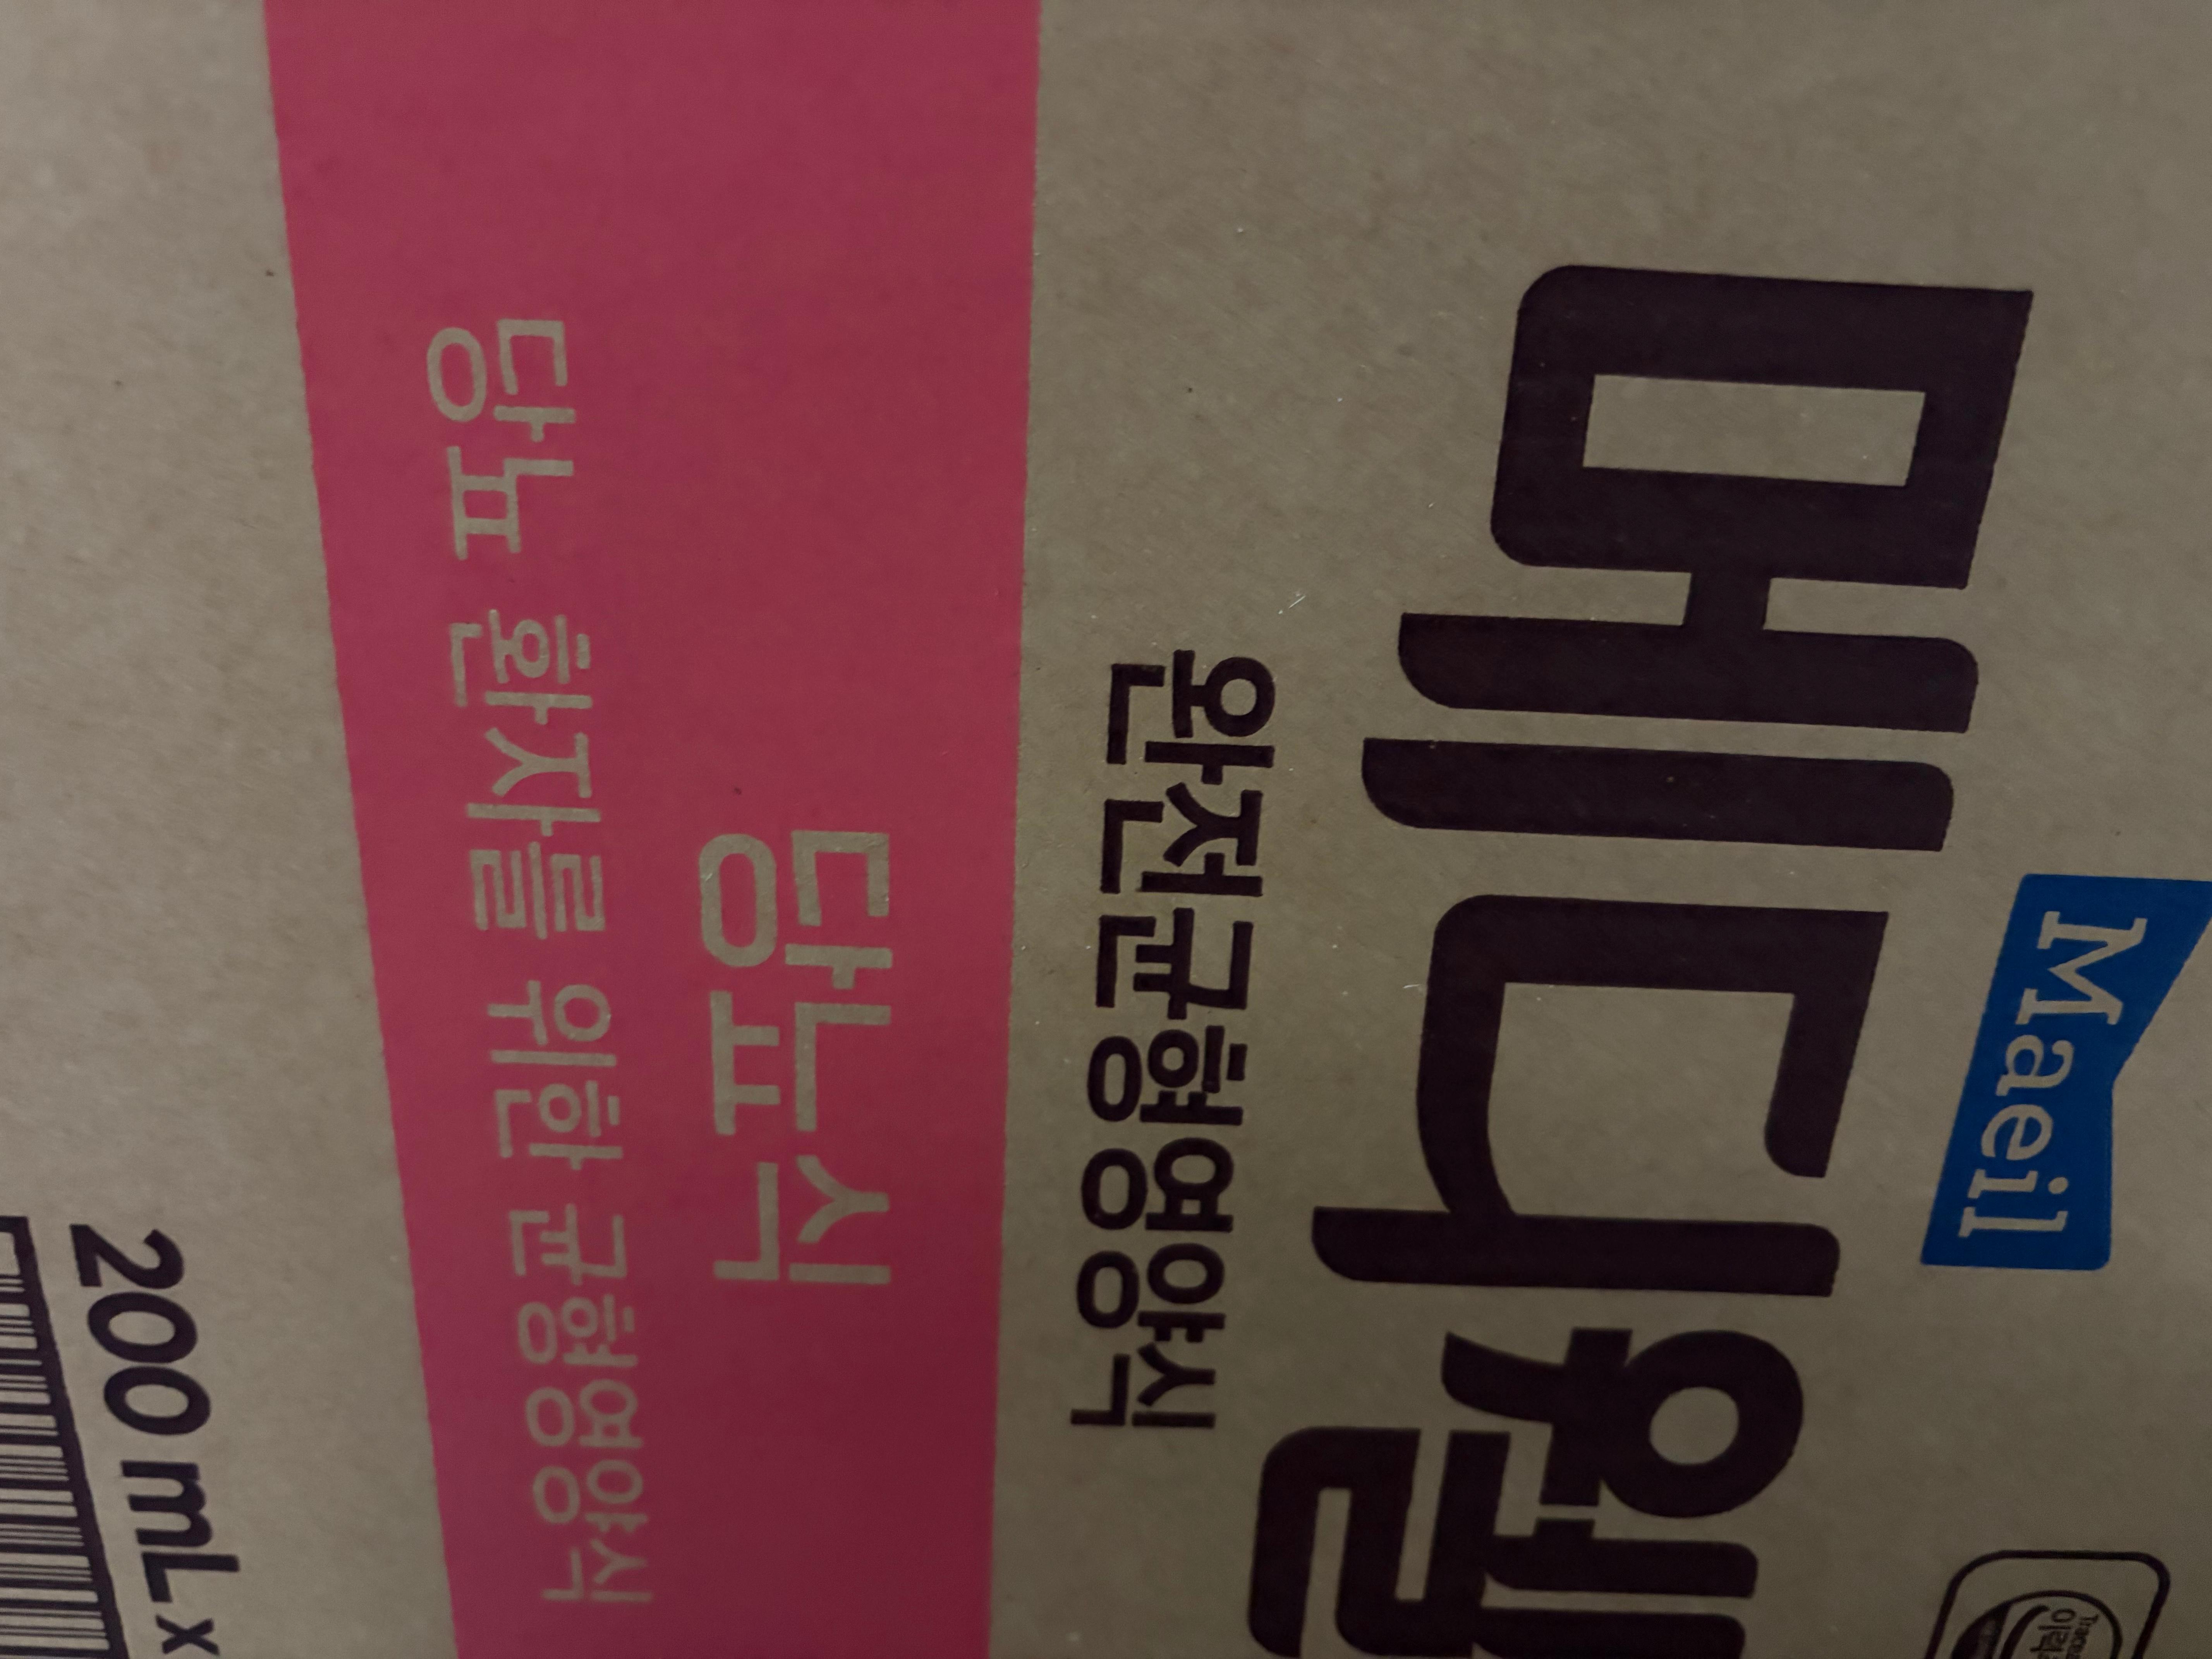 Maeil
메디웰
완전균형영양식
당뇨식
당뇨 환자를 위한 균형영양식
200 mL x